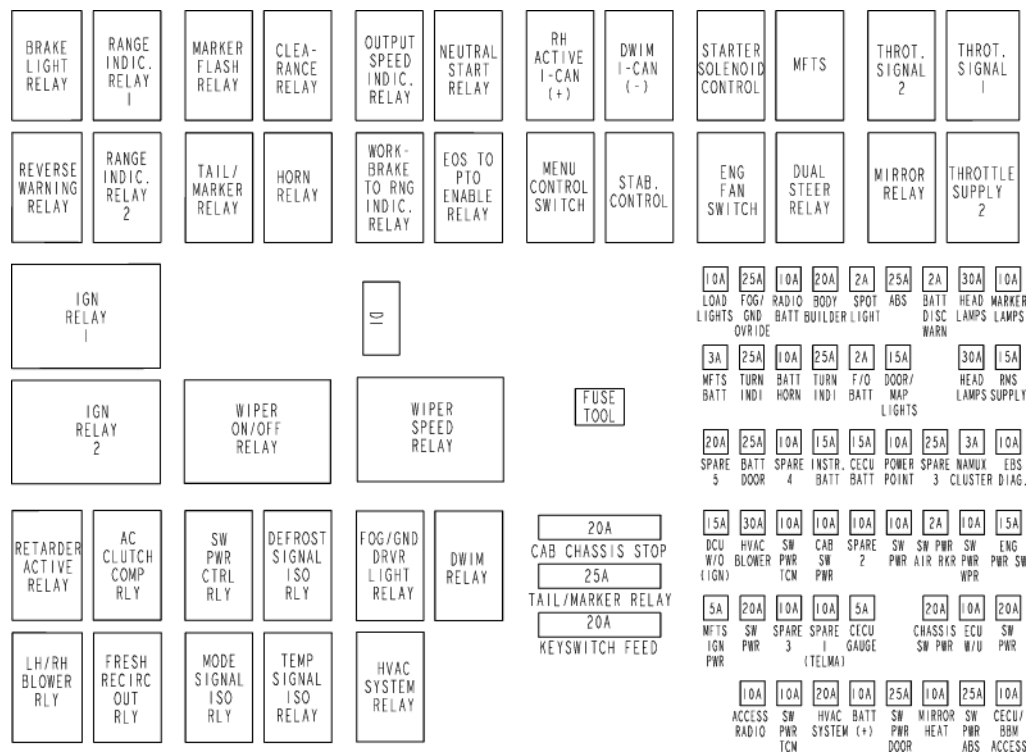 BRAKE
LIGHT
RELAY
RANGE
INDIC.
RELAY
1
MARKER
FLASH
RELAY
CLEA-
RANCE
RELAY
OUTPUT
SPEED
INDIC.
RELAY
NEUTRAL
START
RELAY
RH
ACTIVE
I-CAN
(+)
DWIM
I-CAN
(-)
STARTER
SOLENOID
CONTROL
MFTS
THROT.
SIGNAL
2
THROT.
SIGNAL
1
REVERSE
WARNING
RELAY
RANGE
INDIC.
RELAY
2
TAIL/
MARKER
RELAY
HORN
RELAY
WORK-
BRAKE
TO RNG
INDIC.
RELAY
EOS TO
PTO
ENABLE
RELAY
MENU
CONTROL
SWITCH
STAB.
CONTROL
ENG
FAN
SWITCH
DUAL
STEER
RELAY
MIRROR
RELAY
THROTTLE
SUPPLY
2
IGN
RELAY
1
D1
10A
LOAD
LIGHTS
25A
FOG/
GND
OVRIDE
10A
RADIO
BATT
20A
BODY
BUILDER
2A
SPOT
LIGHT
25A
ABS
2A
BATT
DISC
WARN
30A
HEAD
LAMPS
10A
MARKER
LAMPS
3A
MFTS
BATT
25A
TURN
INDI
10A
BATT
HORN
25A
TURN
INDI
2A
F/O
BATT
15A
DOOR/
MAP
LIGHTS
30A
HEAD
LAMPS
15A
RMS
SUPPLY
IGN
RELAY
2
WIPER
ON/OFF
RELAY
WIPER
SPEED
RELAY
FUSE
TOOL
20A
SPARE
5
25A
BATT
DOOR
10A
SPARE
4
15A
INSTR.
BATT
15A
CECU
BATT
10A
POWER
POINT
25A
SPARE
3
3A
NAMUX
CLUSTER
10A
EBS
DIAG.
RETARDER
ACTIVE
RELAY
AC
CLUTCH
COMP
RLY
SW
PWR
CTRL
RLY
DEFROST
SIGNAL
ISO
RLY
FOG/GND
DRVR
LIGHT
RELAY
DWIM
RELAY
20A
CAB CHASSIS STOP
25A
TAIL/MARKER RELAY
20A
KEYSWITCH FEED
15A
DCU
W/O
(IGN)
30A
HVAC
BLOWER
10A
SW
PWR
TCM
10A
CAB
SW
PWR
10A
SPARE
2
10A
SW
PWR
2A
SW PWR
AIR RKR
10A
SW
PWR
WPR
15A
ENG
PWR SW
5A
MFTS
IGN
PWR
20A
SW
PWR
10A
SPARE
3
10A
SPARE
1
(TELMA)
5A
CECU
GAUGE
20A
CHASSIS
SW PWR
10A
ECU
W/U
20A
SW
PWR
LH/RH
BLOWER
RLY
FRESH
RECIRC
OUT
RLY
MODE
SIGNAL
ISO
RLY
TEMP
SIGNAL
ISO
RELAY
HVAC
SYSTEM
RELAY
10A
ACCESS
RADIO
10A
SW
PWR
TCM
20A
HVAC
SYSTEM
10A
BATT
(+)
25A
SW
PWR
DOOR
10A
MIRROR
HEAT
25A
SW
PWR
ABS
10A
CECU/
BBM
ACCESS